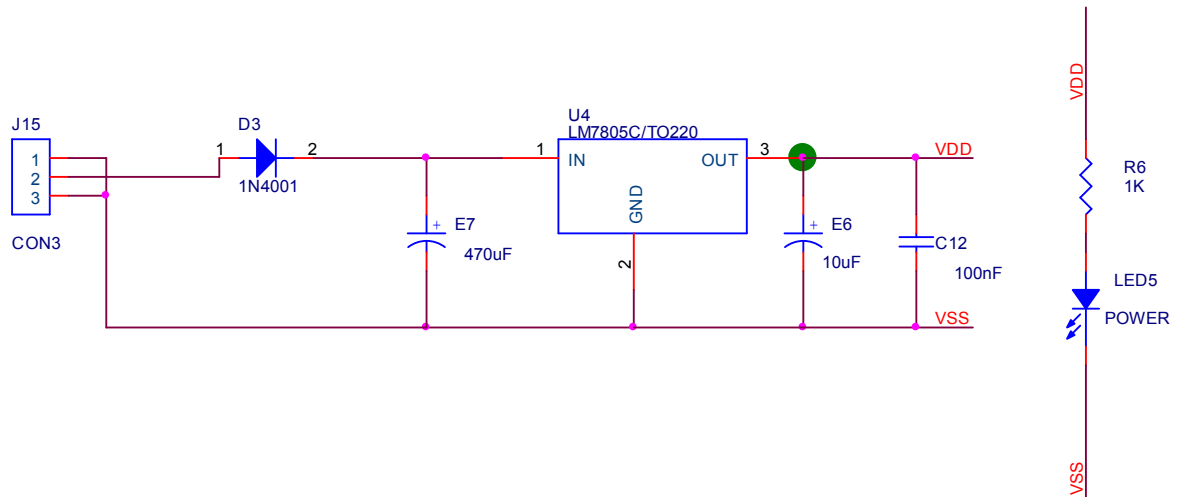 J15
1
2
3
CON3
D3
1
2
1N4001
+
E7
470uF
U4
LM7805C/TO220
1
IN
OUT
3
GND
2
VDD
+
E6
10uF
C12
100nF
VSS
VDD
R6
1K
LED5
POWER
VSS